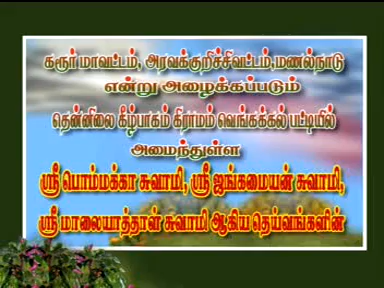 கரூர் மாவட்டம், அரவக்குறிச்சிவட்டம்,மணல்நாடு
என்று அழைக்கப்படும்
தென்னிலை கீழ்பாகம் கிராமம் வெங்கக்கல் பட்டியில்
அமைந்துள்ள
ஸ்ரீ பொம்மக்கா சுவாமி, ஸ்ரீ ஜங்கமையன் சுவாமி,
ஸ்ரீ மாலையாத்தாள் சுவாமி ஆகிய தெய்வங்களின்